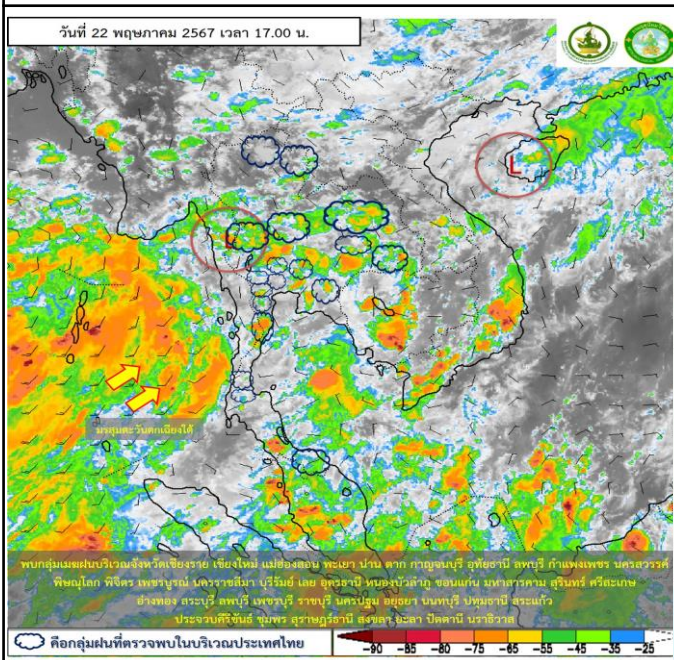 วันที่ 22 พฤษภาคม 2567 เวลา 17.00 น.
L
L
มรสุมตะวันตกเฉียงใต้
พบกลุ่มเมฆฝนบริเวณจังหวัดเชียงราย เชียงใหม่ แม่ฮ่องสอน พะเยา น่าน ตาก กาญจนบุรี อุทัยธานี ลพบุรี กำแพงเพชร นครสวรรค์
พิษณุโลก พิจิตร เพชรบูรณ์ นครราชสีมา บุรีรัมย์ เลย อุดรธานี หนองบัวลำภู ขอนแก่น มหาสารคาม สุรินทร์ ศรีสะเกษ
อ่างทอง สระบุรี ลพบุรี เพชรบุรี ราชบุรี นครปฐม อยุธยา นนทบุรี ปทุมธานี สระแก้ว
ประจวบคีรีขันธ์ ชุมพร สุราษฎร์ธานี สงขลา ยะลา ปัตตานี นราธิวาส
คือกลุ่มฝนที่ตรวจพบในบริเวณประเทศไทย
-90 -85 -80 -75 -65 -55 -45 -35 -25